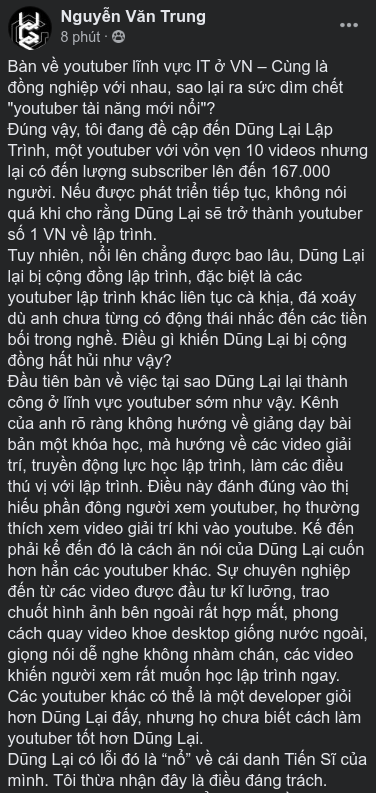 Nguyễn Văn Trung
8 phút ·
Bàn về youtuber lĩnh vực IT ở VN – Cùng là
đồng nghiệp với nhau, sao lại ra sức dìm chết
"youtuber tài năng mới nổi"?
Đúng vậy, tôi đang đề cập đến Dũng Lại Lập
Trình, một youtuber với vỏn vẹn 10 videos nhưng
lại có đến lượng subscriber lên đến 167.000
người. Nếu được phát triển tiếp tục, không nói
quá khi cho rằng Dũng Lại sẽ trở thành youtuber
số 1 VN về lập trình.
Tuy nhiên, nổi lên chẳng được bao lâu, Dũng Lại
lại bị cộng đồng lập trình, đặc biệt là các
youtuber lập trình khác liên tục cà khịa, đá xoáy
dù anh chưa từng có động thái nhắc đến các tiền
bối trong nghề. Điều gì khiến Dũng Lại bị cộng
đồng hất hủi như vậy?
Đầu tiên bàn về việc tại sao Dũng Lại lại thành
công ở lĩnh vực youtuber sớm như vậy. Kênh
của anh rõ ràng không hướng về giảng dạy bài
bản một khóa học, mà hướng về các video giải
trí, truyền động lực học lập trình, làm các điều
thú vị với lập trình. Điều này đánh đúng vào thị
hiếu phần đông người xem youtuber, họ thường
thích xem video giải trí khi vào youtube. Kế đến
phải kể đến đó là cách ăn nói của Dũng Lại cuốn
hơn hẳn các youtuber khác. Sự chuyên nghiệp
đến từ các video được đầu tư kĩ lưỡng, trao
chuốt hình ảnh bên ngoài rất hợp mắt, phong
cách quay video khoe desktop giống nước ngoài,
giọng nói dễ nghe không nhàm chán, các video
khiến người xem rất muốn học lập trình ngay.
Các youtuber khác có thể là một developer giỏi
hơn Dũng Lại đấy, nhưng họ chưa biết cách làm
youtuber tốt hơn Dũng Lại.
Dũng Lại có lỗi đó là “nổ” về cái danh Tiến Sĩ của
mình. Tôi thừa nhận đây là điều đáng trách.